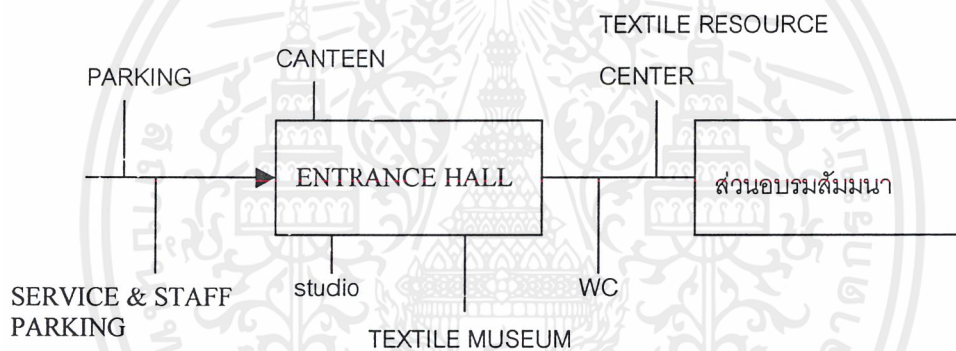 TEXTILE RESOURCE
CENTER
CANTEEN
PARKING
ENTRANCE HALL
ส่วนอบรมสัมมนา
SERVICE & STAFF
PARKING
studio
WC
TEXTILE MUSEUM